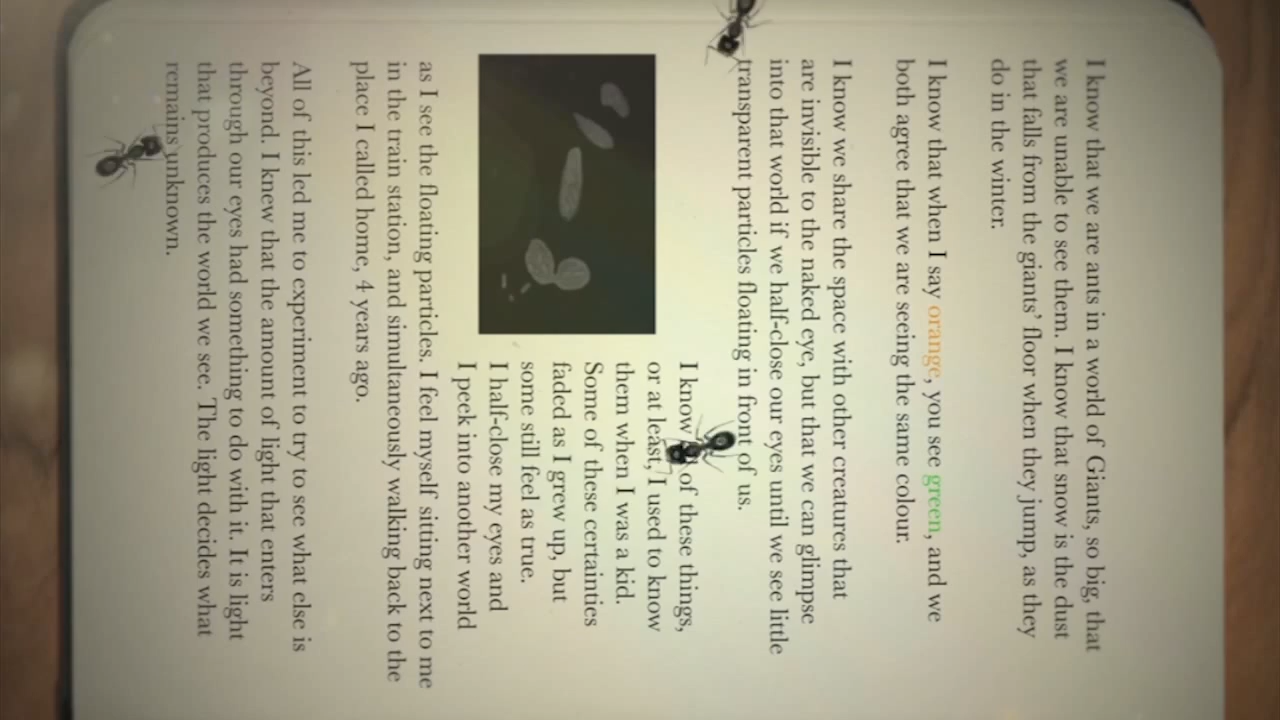 I know that we are ants in a world of Giants, so big, that
we are unable to see them. I know that snow is the dust
that falls from the giants' floor when they jump, as they
do in the winter.
I know that when I say orange, you see green, and we
both agree that we are seeing the same colour.
I know we share the space with other creatures that
are invisible to the naked eye, but that we can glimpse
into that world if we half-close our eyes until we see little
transparent particles floating in front of us.
I know of these things,
or at least, I used to know
them when I was a kid.
Some of these certainties
faded as I grew up, but
some still feel as true.
I half-close my eyes and
I peek into another world
as I see the floating particles. I feel myself sitting next to me
in the train station, and simultaneously walking back to the
place I called home, 4 years ago.
All of this led me to experiment to try to see what else is
beyond. I knew that the amount of light that enters
through our eyes had something to do with it. It is light
that produces the world we see. The light decides what
remains unknown.